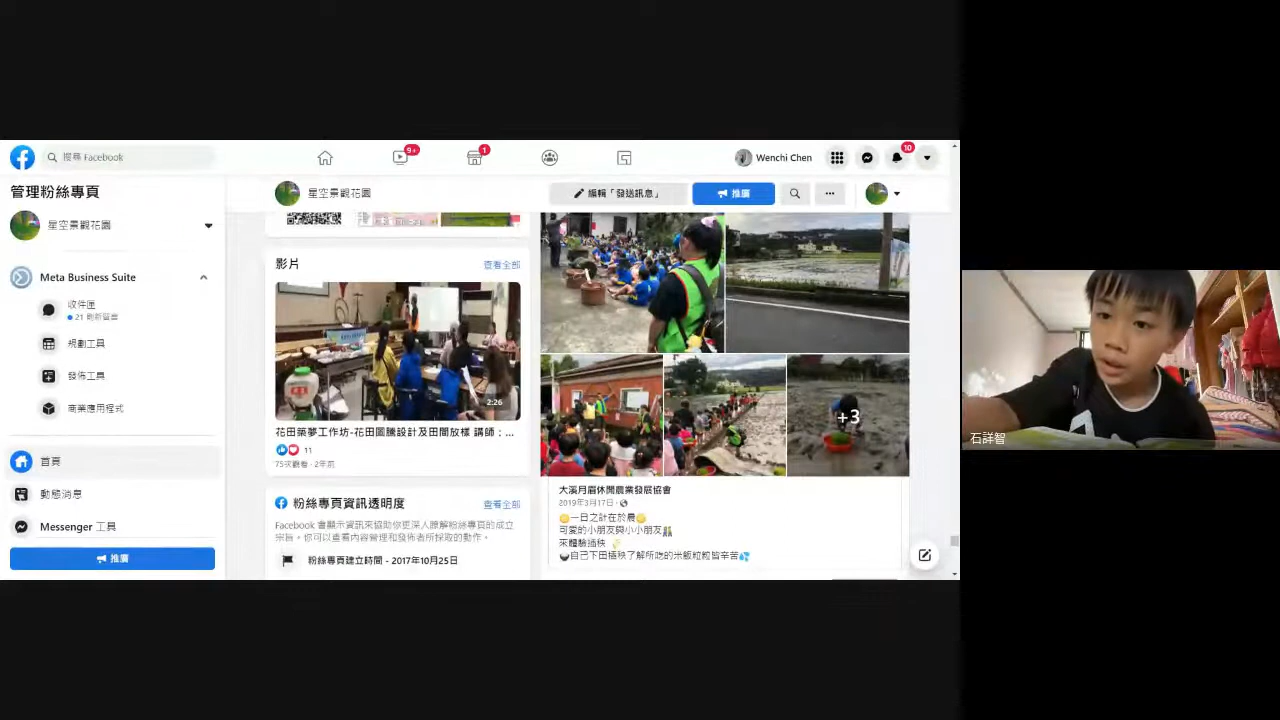 搜尋 Facebook
9+
1
Wenchi Chen
10
管理粉絲專頁
星空景觀花園
編輯「發送訊息」
推廣
星空景觀花園
Meta Business Suite
收件匣
21 則新留言
規劃工具
發佈工具
商業應用程式
首頁
動態消息
Messenger 工具
推廣
影片
查看全部
2:26
花田築夢工作坊-花田圖騰設計及田間放樣 講師：...
11
75次觀看 · 2年前
粉絲專頁資訊透明度
查看全部
Facebook 會顯示資訊來協助你更深入瞭解粉絲專頁的成立
宗旨。你可以查看內容管理和發佈者所採取的動作。
粉絲專頁建立時間 - 2017年10月25日
+3
大溪月眉休閒農業發展協會
2019年3月17日 ·
一日之計在於晨
可愛的小朋友與小小朋友
來體驗插秧
自己下田插秧了解所吃的米飯粒粒皆辛苦
石詳智